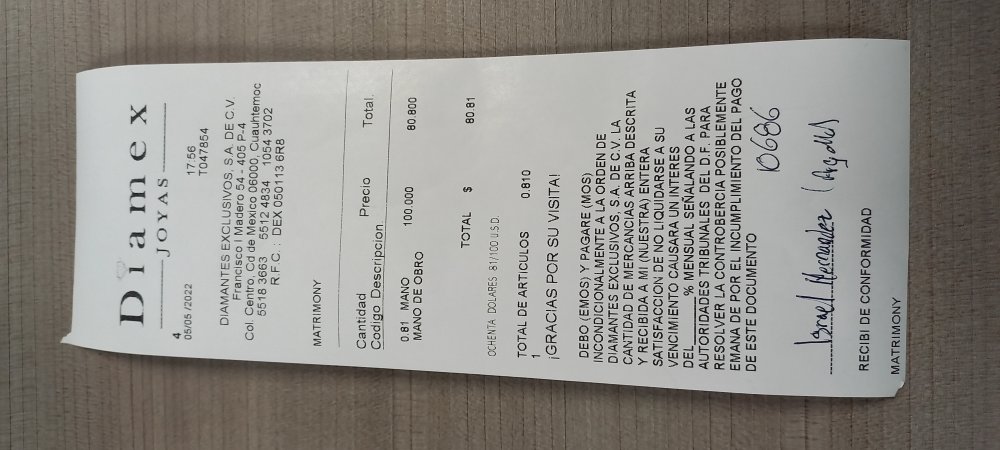 Diamex
JOYAS
4
05/05 /2022 17.56
T047854
DIAMANTES EXCLUSIVOS, S.A. DE C.V.
Francisco I Madero 54 - 405 P-4
Col. Centro, Cd de Mexico 06000, Cuauhtemoc
5518 3663 5512 4834 1054 3702
R.F.C. : DEX 050113 6R8
MATRIMONY
Cantidad
Codigo Descripcion Precio Total.
0.81 MANO 100.000 80.800
MANO DE OBRO
TOTAL $ 80.81
OCHENTA DOLARES 81/100 U.S.D.
TOTAL DE ARTICULOS 0.810
1
¡GRACIAS POR SU VISITA!
DEBO (EMOS) Y PAGARE (MOS)
INCONDICIONALMENTE A LA ORDEN DE
DIAMANTES EXCLUSIVOS, S.A. DE C.V. LA
CANTIDAD DE MERCANCIAS ARRIBA DESCRITA
Y RECIBIDA A MI (NUESTRA) ENTERA
SATISFACCION DE NO LIQUIDARSE A SU
VENCIMIENTO CAUSARA UN INTERES
DEL_____% MENSUAL SEÑALANDO A LAS
AUTORIDADES TRIBUNALES DEL D.F. PARA
RESOLVER LA CONTROBERCIA POSIBLEMENTE
EMANA DE POR EL INCUMPLIMIENTO DEL PAGO
DE ESTE DOCUMENTO
10686
Israel Hernandez
RECIBI DE CONFORMIDAD
MATRIMONY